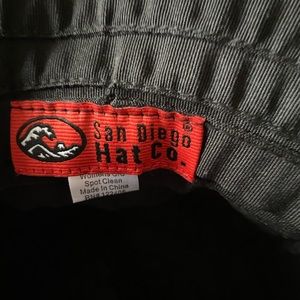 San Diego®
Hat Co.
Spot Clean
Made in China